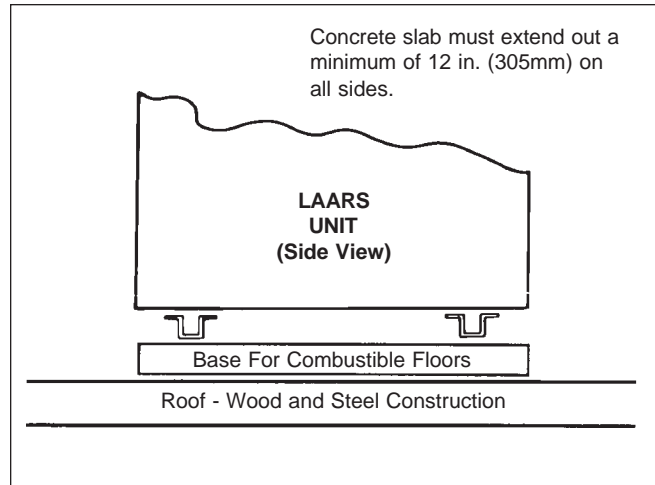 Concrete slab must extend out a
minimum of 12 in. (305mm) on
all sides.
LAARS
UNIT
(Side View)
Base For Combustible Floors
Roof - Wood and Steel Construction